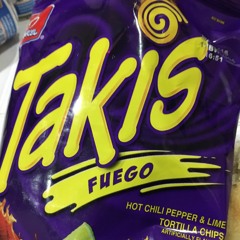 Takis
FUEGO
HOT CHILI PEPPER & LIME
TORTILLA CHIPS